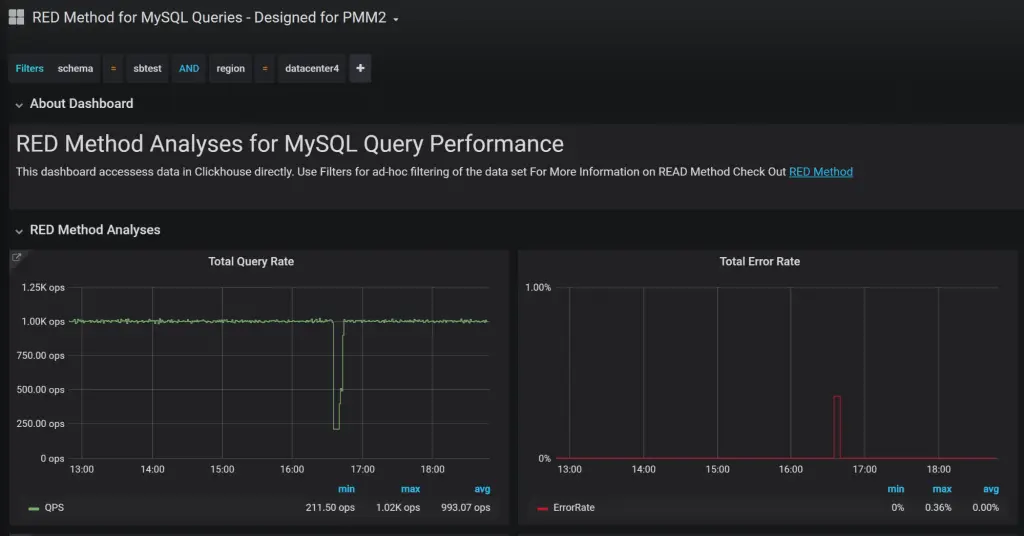 RED Method for MySQL Queries - Designed for PMM2
Filters schema = sbtest AND region = datacenter4 +
About Dashboard
RED Method Analyses for MySQL Query Performance
This dashboard accessess data in Clickhouse directly. Use Filters for ad-hoc filtering of the data set For More Information on READ Method Check Out RED Method
RED Method Analyses
Total Query Rate
1.25K ops
1.00K ops
750.00 ops
500.00 ops
250.00 ops
0 ops
13:00 14:00 15:00 16:00 17:00 18:00
min max avg
QPS 211.50 ops 1.02K ops 993.07 ops
Total Error Rate
1.00%
0%
13:00 14:00 15:00 16:00 17:00 18:00
min max avg
ErrorRate 0% 0.36% 0.00%